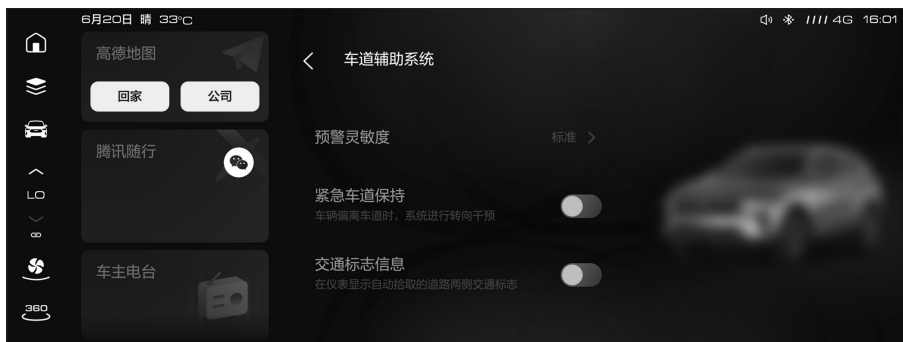 6月20日 晴 33°C
4G 16:01
高德地图
回家 公司
腾讯随行
车主电台
LO
360
车道辅助系统
预警灵敏度 标准
紧急车道保持
车辆偏离车道时，系统进行转向干预
交通标志信息
在仪表显示自动拾取的道路两侧交通标志